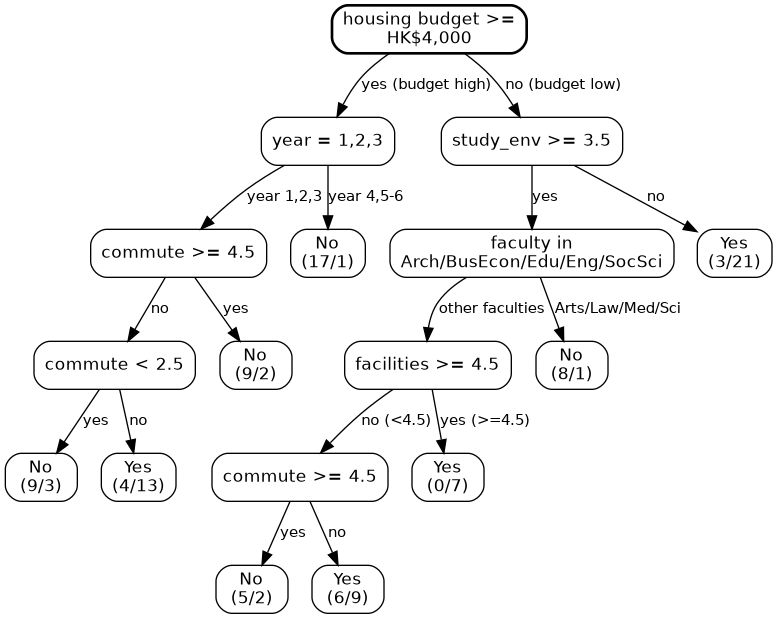 housing budget >=
HK$4,000
yes (budget high)
no (budget low)
year = 1,2,3
study_env >= 3.5
year 1,2,3
year 4,5-6
yes
no
commute >= 4.5
No
(17/1)
faculty in
Arch/BusEcon/Edu/Eng/SocSci
Yes
(3/21)
no
yes
other faculties
Arts/Law/Med/Sci
commute < 2.5
No
(9/2)
facilities >= 4.5
No
(8/1)
yes
no
no (<4.5)
yes (>=4.5)
No
(9/3)
Yes
(4/13)
commute >= 4.5
Yes
(0/7)
yes
no
No
(5/2)
Yes
(6/9)